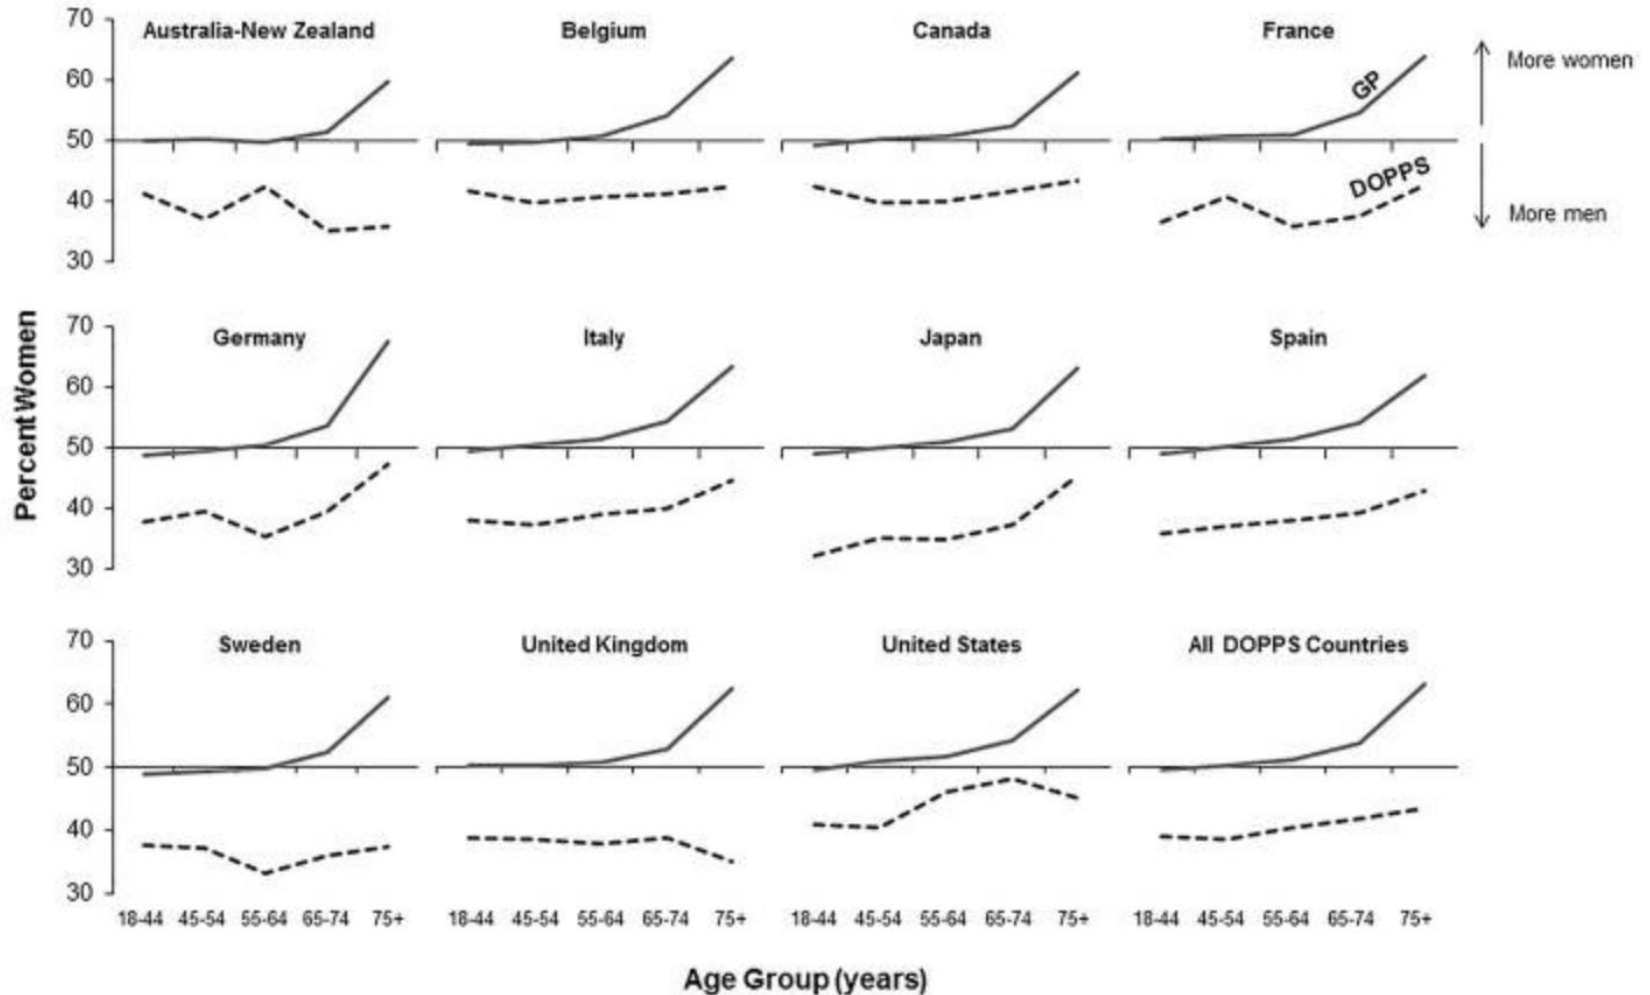 70
Australia-New Zealand
Belgium
Canada
France
60
50
40
30
GP
DOPPS
More women
More men
Percent Women
70
Germany
Italy
Japan
Spain
60
50
40
30
70
Sweden
United Kingdom
United States
All DOPPS Countries
60
50
40
30
18-44 45-54 55-64 65-74 75+
18-44 45-54 55-64 65-74 75+
18-44 45-54 55-64 65-74 75+
18-44 45-54 55-64 65-74 75+
Age Group (years)